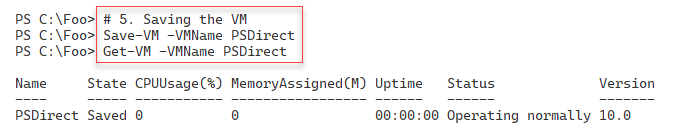 PS C:\Foo> # 5. Saving the VM
PS C:\Foo> Save-VM -VMName PSDirect
PS C:\Foo> Get-VM -VMName PSDirect
Name     State CPUUsage(%) MemoryAssigned(M) Uptime   Status             Version
----     ----- ----------- ----------------- ------   ------             -------
PSDirect Saved 0           0                 00:00:00 Operating normally 10.0